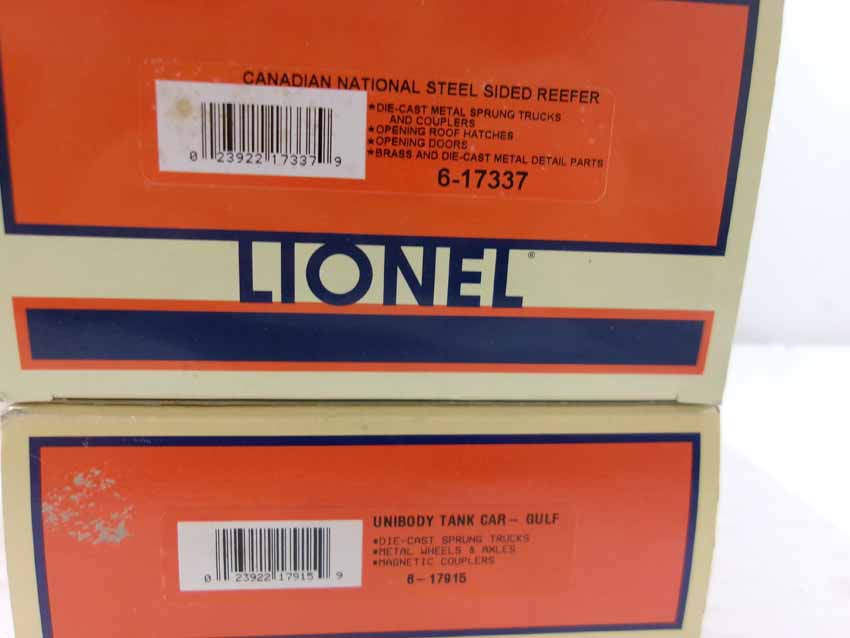 CANADIAN NATIONAL STEEL SIDED REEFER
*DIE-CAST METAL SPRUNG TRUCKS
AND COUPLERS
*OPENING ROOF HATCHES
*OPENING DOORS
*BRASS AND DIE-CAST METAL DETAIL PARTS
0 23922 17337 9
6-17337
LIONEL®
UNIBODY TANK CAR - GULF
*DIE-CAST SPRUNG TRUCKS
*METAL WHEELS & AXLES
*MAGNETIC COUPLERS
0 23922 17915 9
6-17915